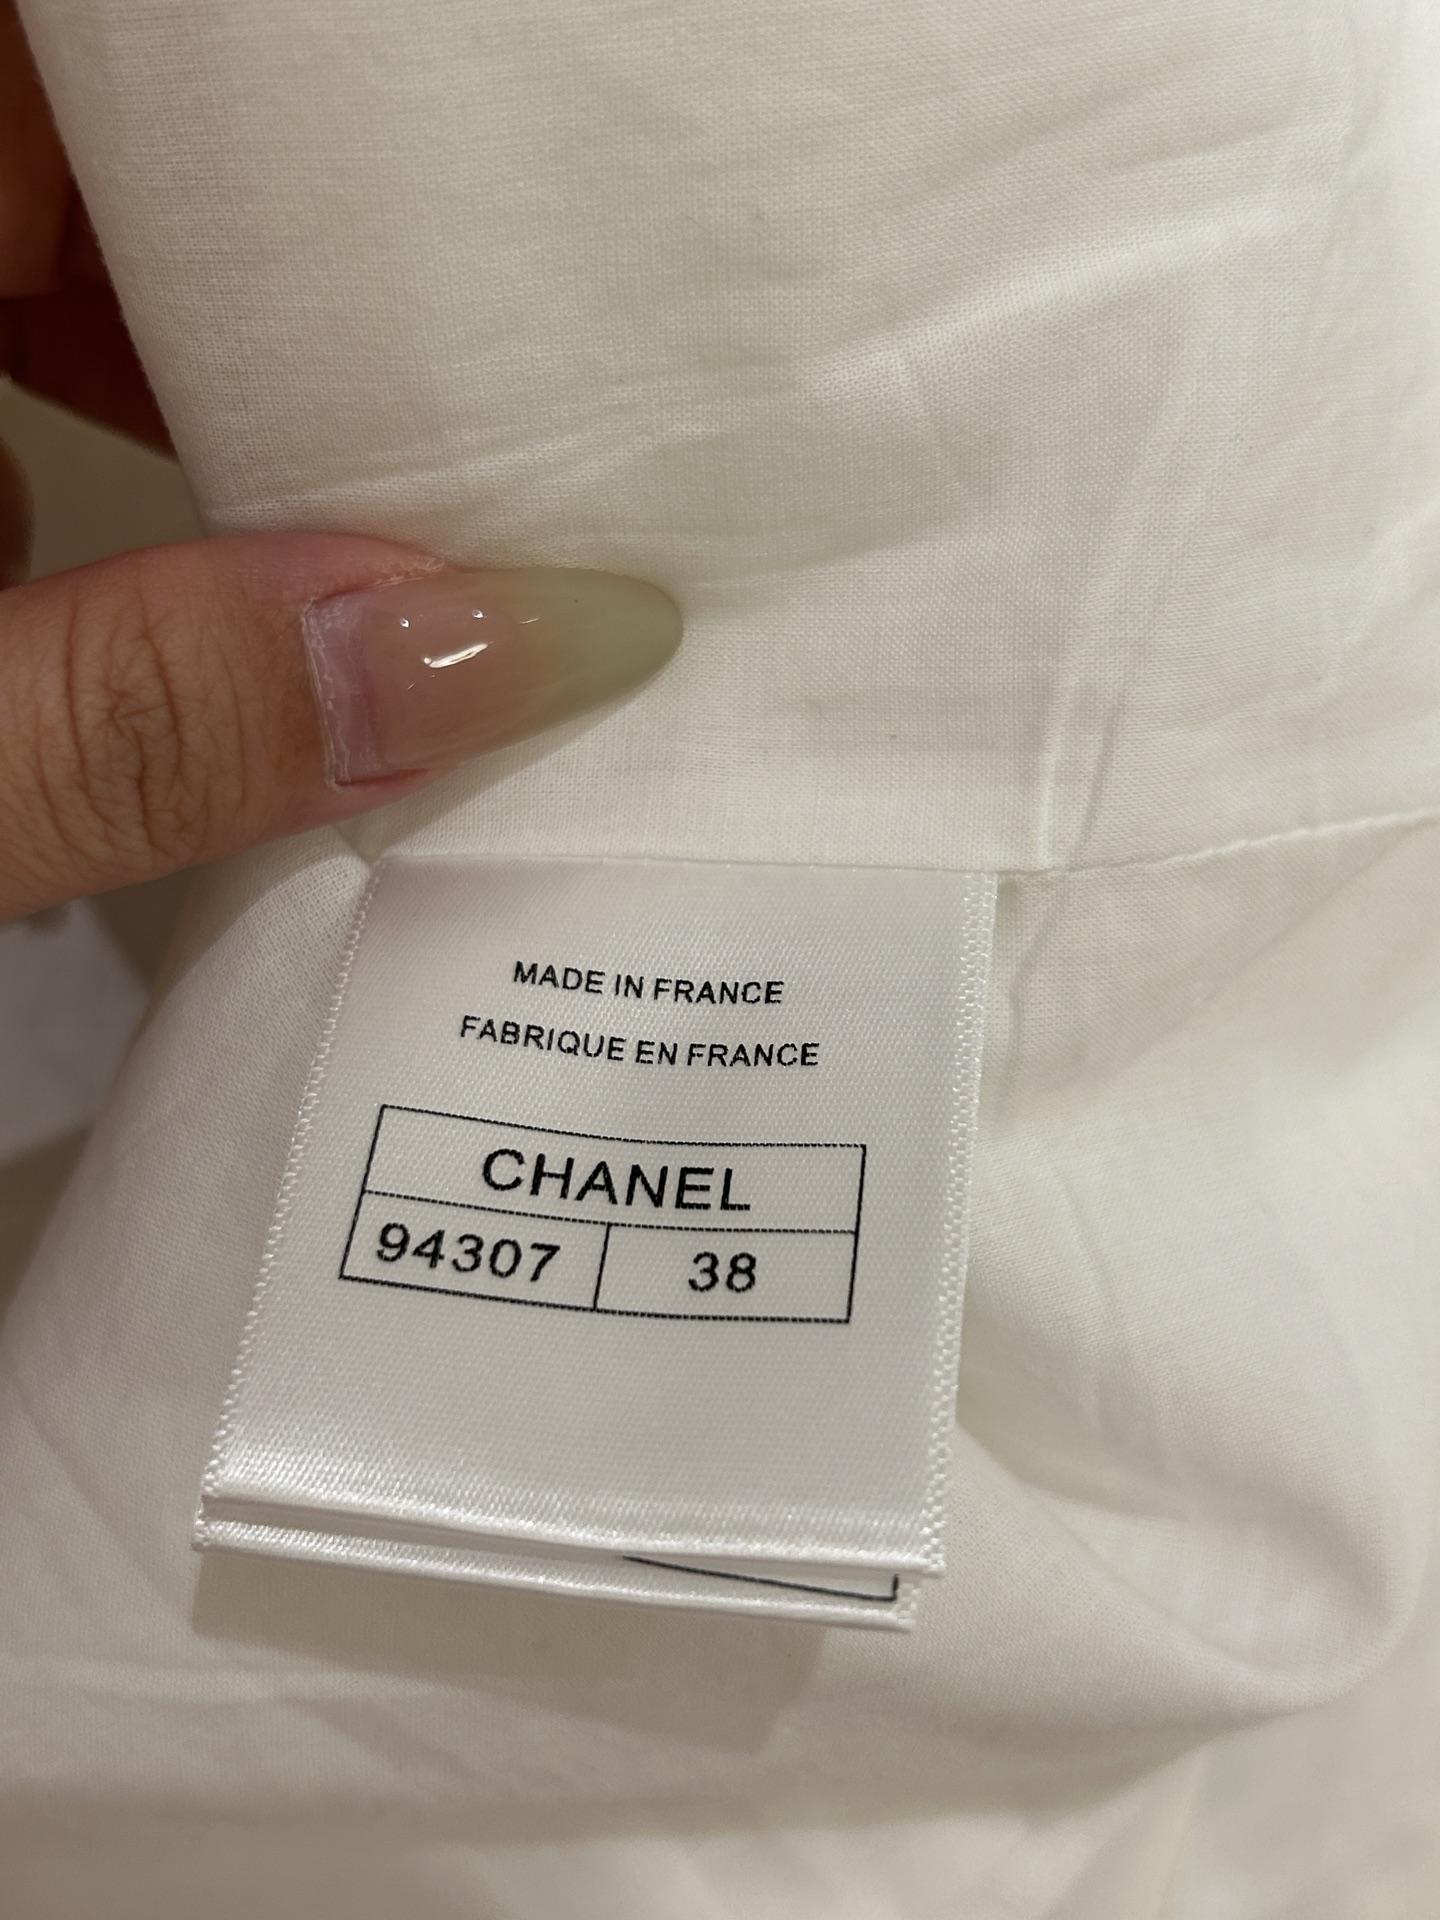 MADE IN FRANCE
FABRIQUE EN FRANCE
CHANEL
94307 38